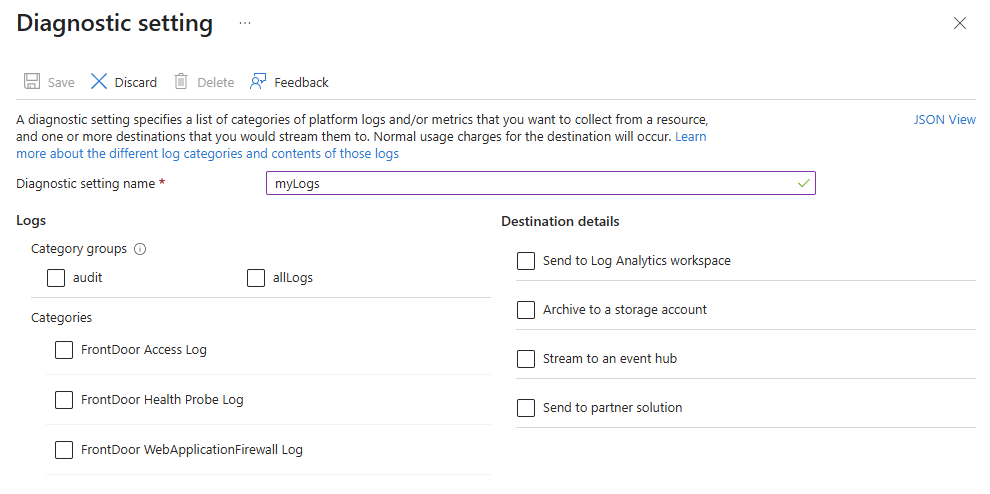 Diagnostic setting ...
Save Discard Delete Feedback
A diagnostic setting specifies a list of categories of platform logs and/or metrics that you want to collect from a resource,
and one or more destinations that you would stream them to. Normal usage charges for the destination will occur. Learn
more about the different log categories and contents of those logs
JSON View
Diagnostic setting name * myLogs
Logs
Category groups
audit allLogs
Categories
FrontDoor Access Log
FrontDoor Health Probe Log
FrontDoor WebApplicationFirewall Log
Destination details
Send to Log Analytics workspace
Archive to a storage account
Stream to an event hub
Send to partner solution